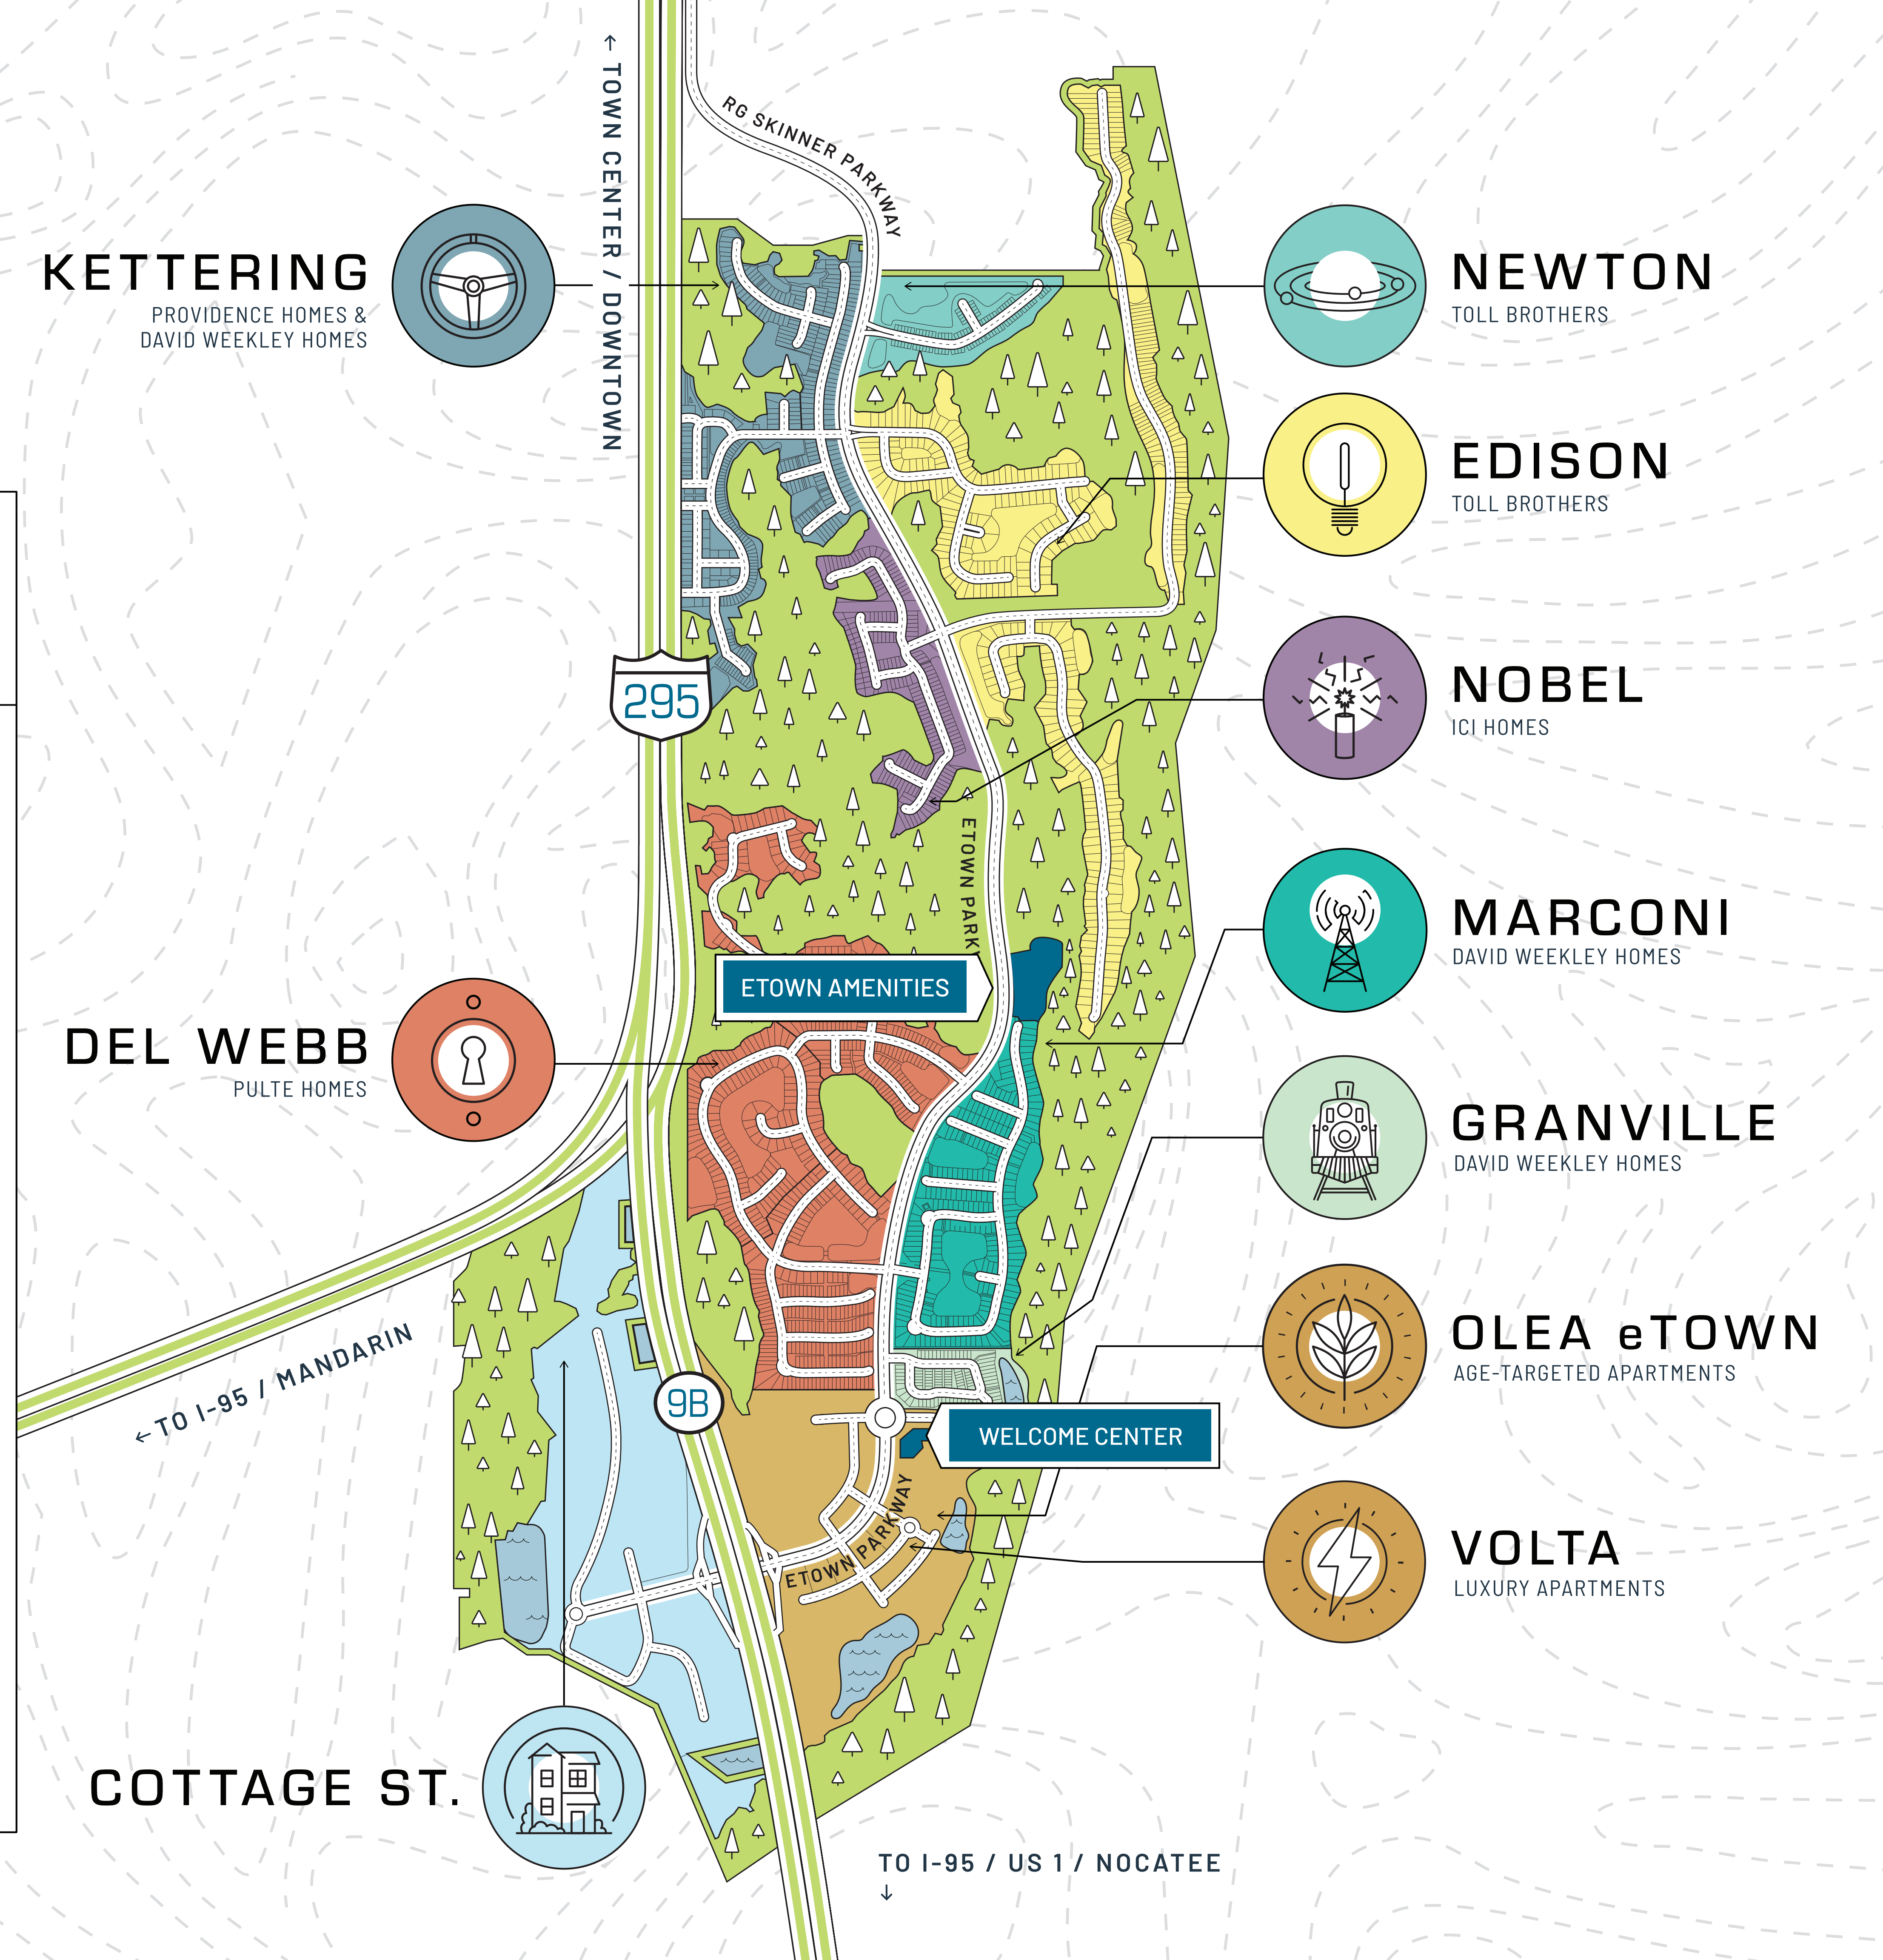 ← TOWN CENTER / DOWNTOWN
RG SKINNER PARKWAY
KETTERING
PROVIDENCE HOMES &
DAVID WEEKLEY HOMES
NEWTON
TOLL BROTHERS
EDISON
TOLL BROTHERS
295
NOBEL
ICI HOMES
ETOWN PARK
MARCONI
DAVID WEEKLEY HOMES
ETOWN AMENITIES
DEL WEBB
PULTE HOMES
GRANVILLE
DAVID WEEKLEY HOMES
OLEA eTOWN
AGE-TARGETED APARTMENTS
← TO I-95 / MANDARIN
9B
WELCOME CENTER
ETOWN PARKWAY
VOLTA
LUXURY APARTMENTS
COTTAGE ST.
TO I-95 / US 1 / NOCATEE
↓